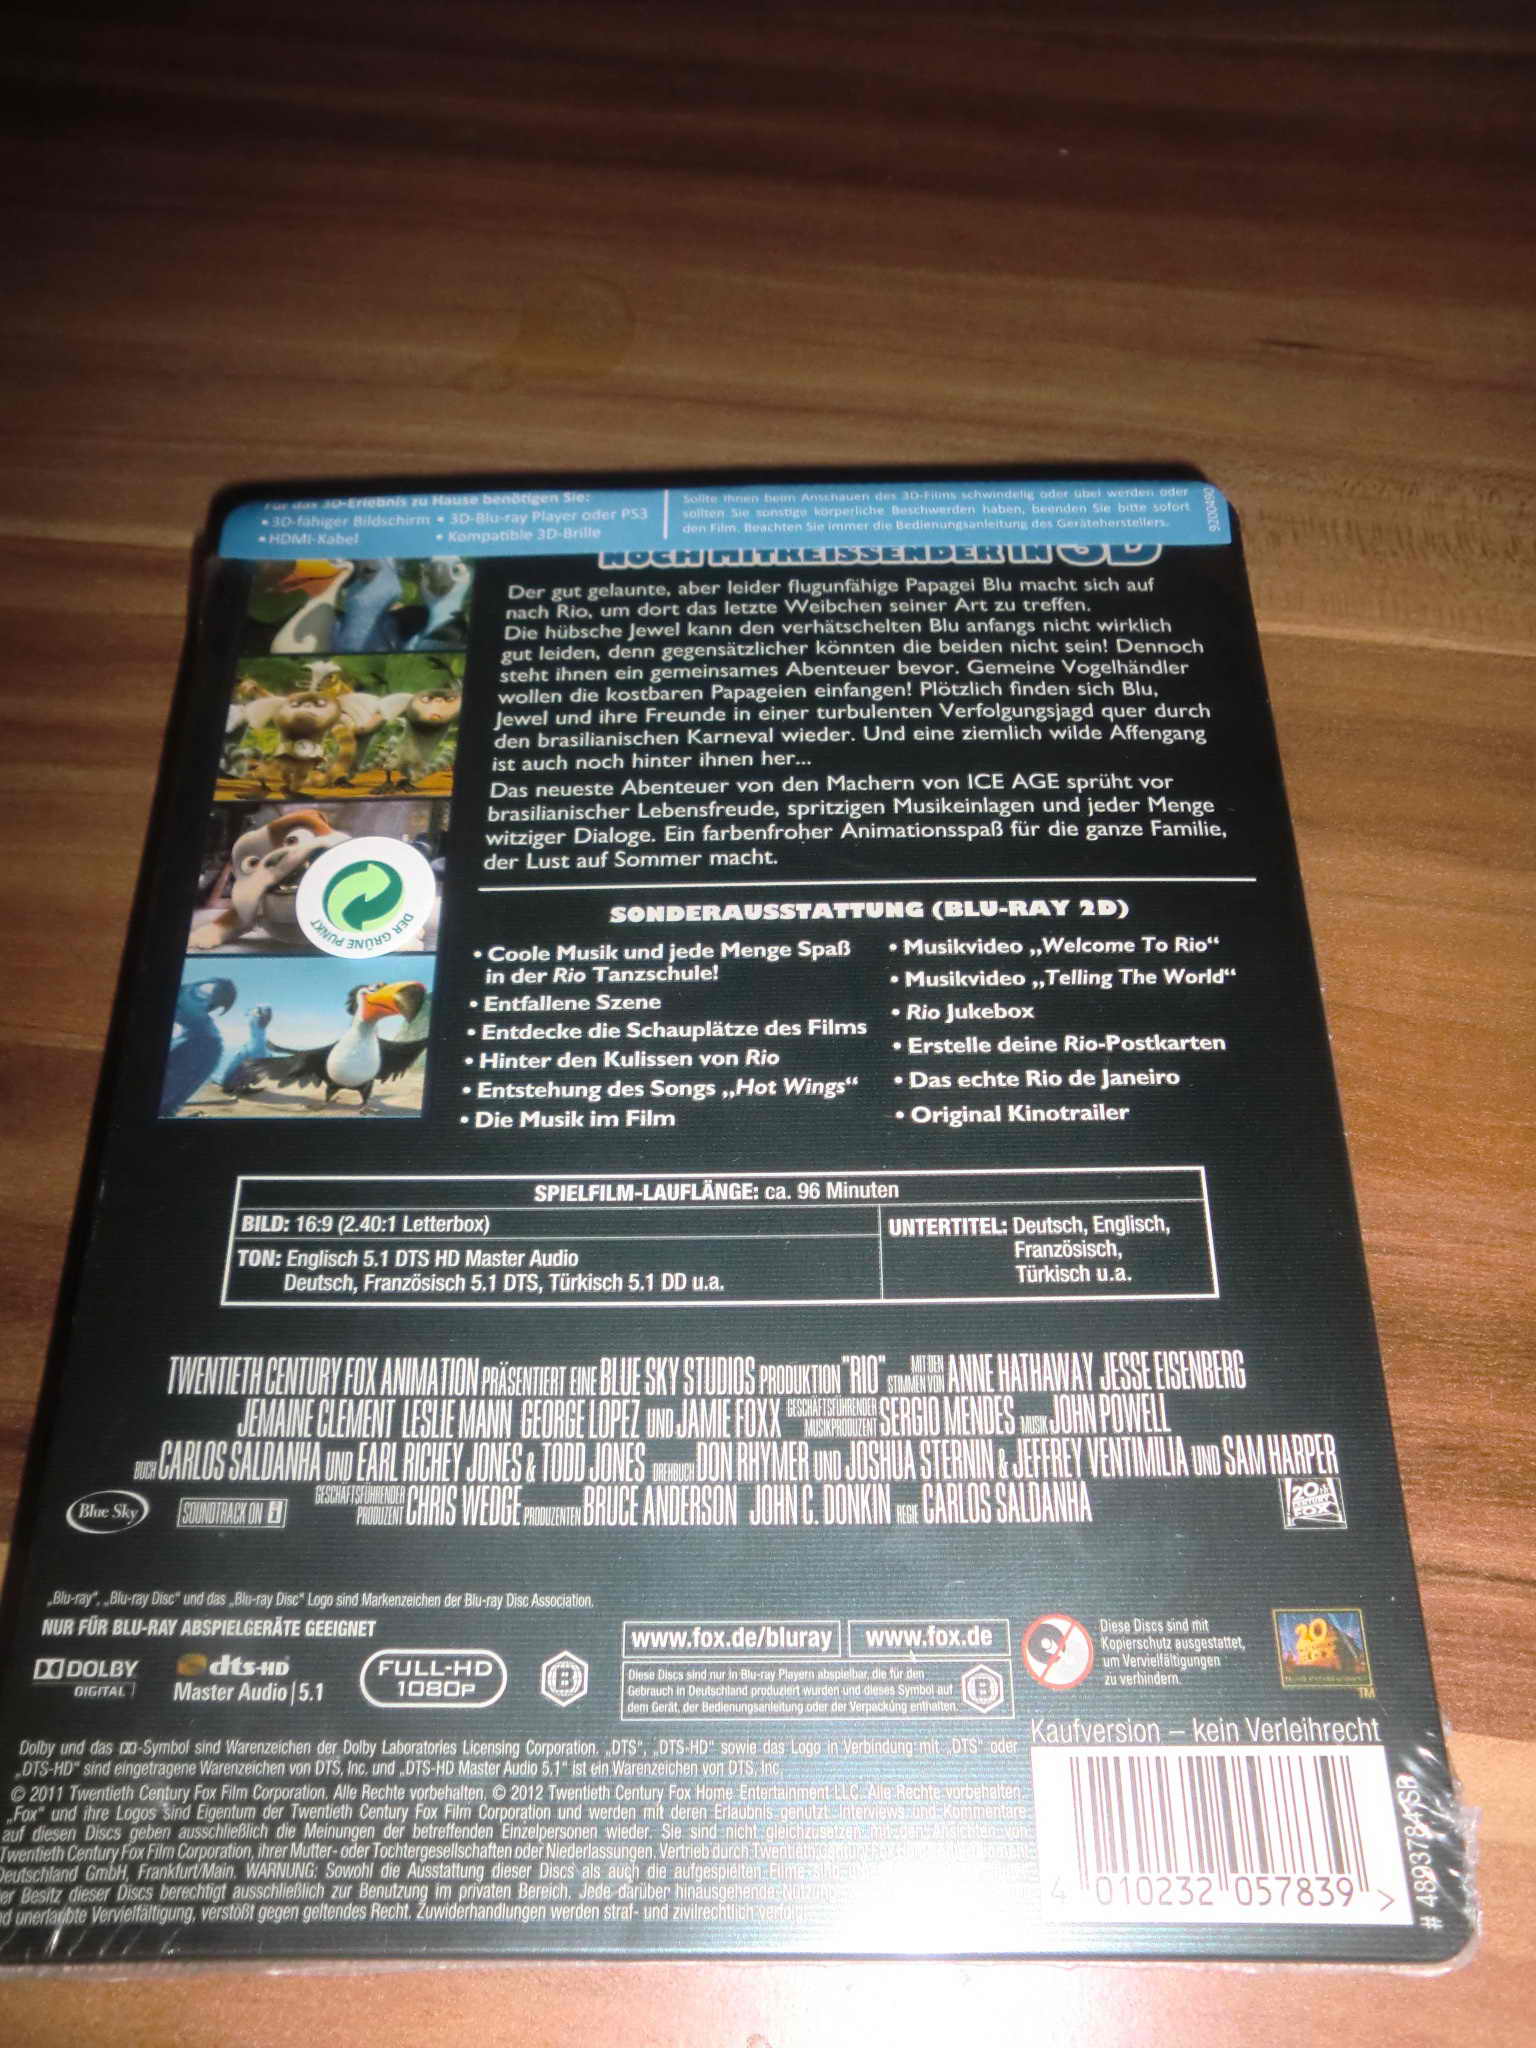 Für das 3D-Erlebnis zu Hause benötigen Sie:
• 3D-fähiger Bildschirm • 3D-Blu-ray Player oder PS3
• HDMI-Kabel • Kompatible 3D-Brille
Sollte Ihnen beim Anschauen des 3D-Films schwindelig oder übel werden oder
sollten Sie sonstige körperliche Beschwerden haben, beenden Sie bitte sofort
den Film. Beachten Sie immer die Bedienungsanleitung des Geräteherstellers.
9200490
NOCH MITREISSENDER IN 3D
Der gut gelaunte, aber leider flugunfähige Papagei Blu macht sich auf
nach Rio, um dort das letzte Weibchen seiner Art zu treffen.
Die hübsche Jewel kann den verhätschelten Blu anfangs nicht wirklich
gut leiden, denn gegensätzlicher könnten die beiden nicht sein! Dennoch
steht ihnen ein gemeinsames Abenteuer bevor. Gemeine Vogelhändler
wollen die kostbaren Papageien einfangen! Plötzlich finden sich Blu,
Jewel und ihre Freunde in einer turbulenten Verfolgungsjagd quer durch
den brasilianischen Karneval wieder. Und eine ziemlich wilde Affengang
ist auch noch hinter ihnen her...
Das neueste Abenteuer von den Machern von ICE AGE sprüht vor
brasilianischer Lebensfreude, spritzigen Musikeinlagen und jeder Menge
witziger Dialoge. Ein farbenfroher Animationsspaß für die ganze Familie,
der Lust auf Sommer macht.
DER GRÜNE PUNKT
SONDERAUSSTATTUNG (BLU-RAY 2D)
• Coole Musik und jede Menge Spaß
in der Rio Tanzschule!
• Entfallene Szene
• Entdecke die Schauplätze des Films
• Hinter den Kulissen von Rio
• Entstehung des Songs „Hot Wings“
• Die Musik im Film
• Musikvideo „Welcome To Rio“
• Musikvideo „Telling The World“
• Rio Jukebox
• Erstelle deine Rio-Postkarten
• Das echte Rio de Janeiro
• Original Kinotrailer
SPIELFILM-LAUFLÄNGE: ca. 96 Minuten
BILD: 16:9 (2.40:1 Letterbox)
TON: Englisch 5.1 DTS HD Master Audio
Deutsch, Französisch 5.1 DTS, Türkisch 5.1 DD u.a.
UNTERTITEL: Deutsch, Englisch,
Französisch,
Türkisch u.a.
TWENTIETH CENTURY FOX ANIMATION PRÄSENTIERT EINE BLUE SKY STUDIOS PRODUKTION "RIO" MIT DEN STIMMEN VON ANNE HATHAWAY JESSE EISENBERG
JEMAINE CLEMENT LESLIE MANN GEORGE LOPEZ UND JAMIE FOXX GESCHÄFTSFÜHRENDER MUSIKPRODUZENT SERGIO MENDES MUSIK JOHN POWELL
BUCH CARLOS SALDANHA UND EARL RICHEY JONES & TODD JONES DREHBUCH DON RHYMER UND JOSHUA STERNIN & JEFFREY VENTIMILIA UND SAM HARPER
GESCHÄFTSFÜHRENDER PRODUZENT CHRIS WEDGE PRODUZENTEN BRUCE ANDERSON JOHN C. DONKIN REGIE CARLOS SALDANHA
Blue Sky
SOUNDTRACK ON i
20th CENTURY FOX
„Blu-ray“, „Blu-ray Disc“ und das „Blu-ray Disc“ Logo sind Markenzeichen der Blu-ray Disc Association.
NUR FÜR BLU-RAY ABSPIELGERÄTE GEEIGNET
DOLBY
DIGITAL
dts-HD
Master Audio | 5.1
FULL-HD
1080P
B
www.fox.de/bluray
www.fox.de
Diese Discs sind nur in Blu-ray Playern abspielbar, die für den
Gebrauch in Deutschland produziert wurden und dieses Symbol auf
dem Gerät, der Bedienungsanleitung oder der Verpackung enthalten.
B
Diese Discs sind mit
Kopierschutz ausgestattet,
um Vervielfältigungen
zu verhindern.
TM
Dolby und das -Symbol sind Warenzeichen der Dolby Laboratories Licensing Corporation. „DTS“, „DTS-HD“ sowie das Logo in Verbindung mit „DTS“ oder
„DTS-HD“ sind eingetragene Warenzeichen von DTS, Inc. und „DTS-HD Master Audio 5.1“ ist ein Warenzeichen von DTS, Inc.
© 2011 Twentieth Century Fox Film Corporation. Alle Rechte vorbehalten. © 2012 Twentieth Century Fox Home Entertainment LLC. Alle Rechte vorbehalten.
„Fox“ und ihre Logos sind Eigentum der Twentieth Century Fox Film Corporation und werden mit deren Erlaubnis genutzt. Interviews und Kommentare
auf diesen Discs geben ausschließlich die Meinungen der betreffenden Einzelpersonen wieder. Sie sind nicht gleichzusetzen mit den Ansichten von
Twentieth Century Fox Film Corporation, ihrer Mutter- oder Tochtergesellschaften oder Niederlassungen. Vertrieb durch Twentieth Century Fox
Deutschland GmbH, Frankfurt/Main. WARNUNG: Sowohl die Ausstattung dieser Discs als auch die aufgespielten Filme sind
Besitz dieser Discs berechtigt ausschließlich zur Benutzung im privaten Bereich. Jede darüber hinausgehende Nutzung
unerlaubte Vervielfältigung, verstößt gegen geltendes Recht. Zuwiderhandlungen werden straf- und zivilrechtlich verfolgt.
Kaufversion – kein Verleihrecht
4 010232 057839 >
# 4893784SB